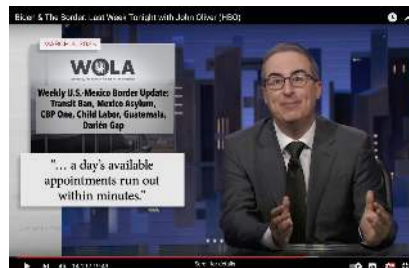 Biden & The Border: Last Week Tonight with John Oliver (HBO)
WOLA
Weekly U.S.-Mexico Border Update:
Transit Ban, Mexico Asylum,
CBP One, Child Labor, Guatemala,
Darién Gap
"... a day's available
appointments run out
within minutes."